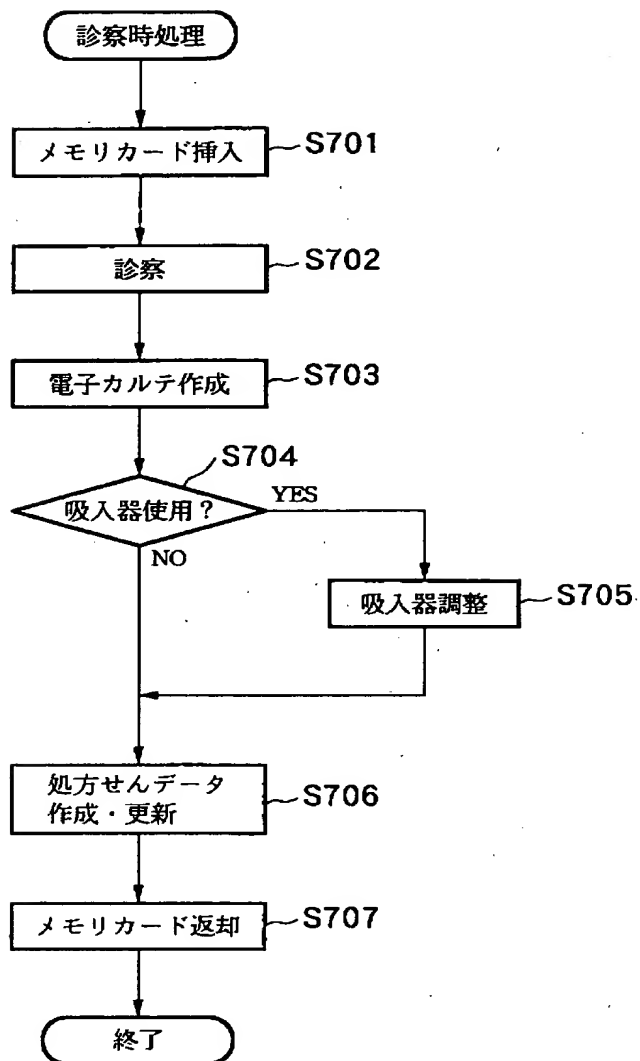 診察時処理
メモリカード挿入
S701
診察
S702
電子カルテ作成
S703
S704
吸入器使用？
YES
NO
吸入器調整
S705
処方せんデータ
作成・更新
S706
メモリカード返却
S707
終了